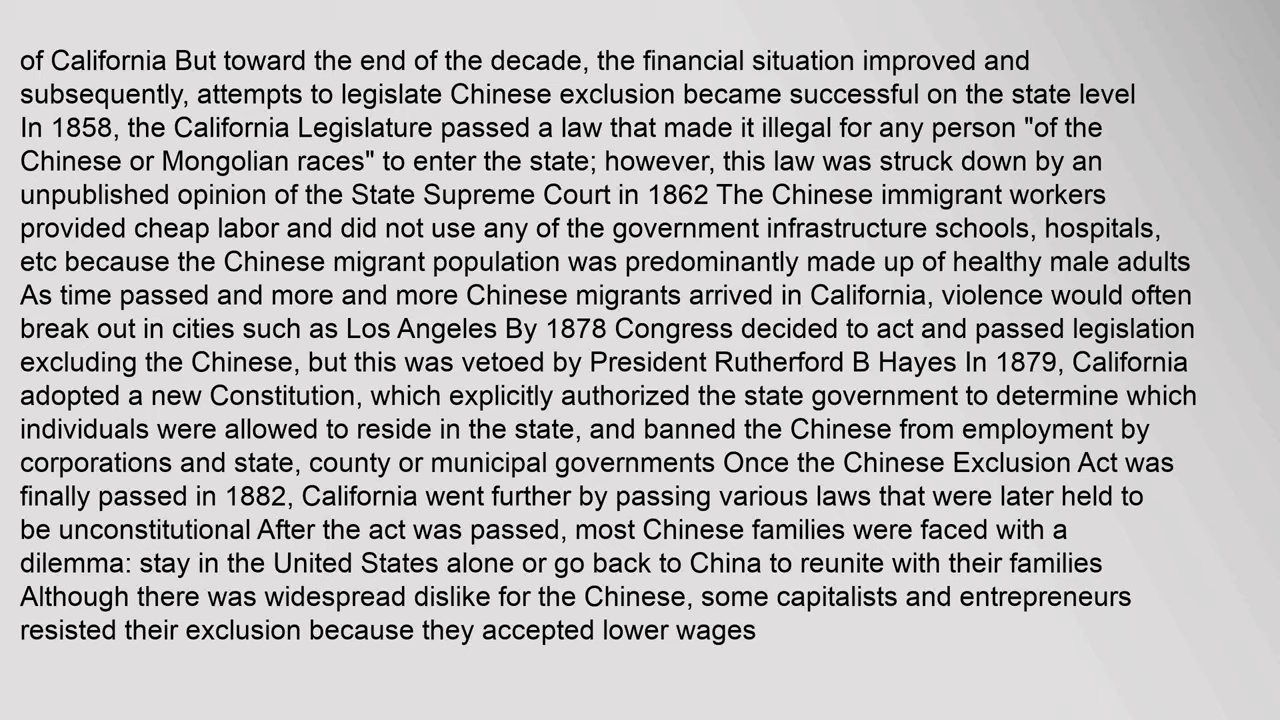 of California But toward the end of the decade, the financial situation improved and
subsequently, attempts to legislate Chinese exclusion became successful on the state level
In 1858, the California Legislature passed a law that made it illegal for any person "of the
Chinese or Mongolian races" to enter the state; however, this law was struck down by an
unpublished opinion of the State Supreme Court in 1862 The Chinese immigrant workers
provided cheap labor and did not use any of the government infrastructure schools, hospitals,
etc because the Chinese migrant population was predominantly made up of healthy male adults
As time passed and more and more Chinese migrants arrived in California, violence would often
break out in cities such as Los Angeles By 1878 Congress decided to act and passed legislation
excluding the Chinese, but this was vetoed by President Rutherford B Hayes In 1879, California
adopted a new Constitution, which explicitly authorized the state government to determine which
individuals were allowed to reside in the state, and banned the Chinese from employment by
corporations and state, county or municipal governments Once the Chinese Exclusion Act was
finally passed in 1882, California went further by passing various laws that were later held to
be unconstitutional After the act was passed, most Chinese families were faced with a
dilemma: stay in the United States alone or go back to China to reunite with their families
Although there was widespread dislike for the Chinese, some capitalists and entrepreneurs
resisted their exclusion because they accepted lower wages